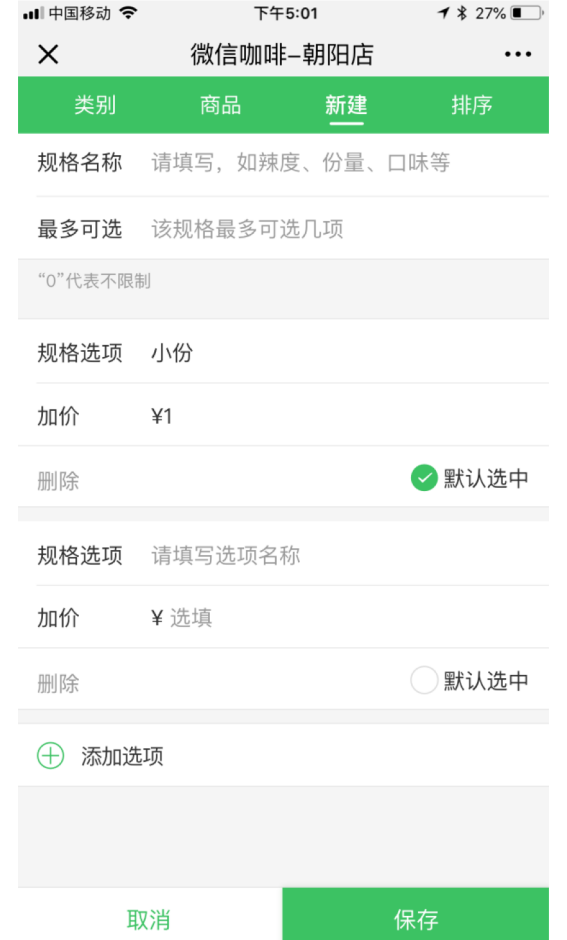 中国移动 下午5:01 27%
微信咖啡–朝阳店
类别 商品 新建 排序
规格名称 请填写，如辣度、份量、口味等
最多可选 该规格最多可选几项
“0”代表不限制
规格选项 小份
加价 ¥1
删除 默认选中
规格选项 请填写选项名称
加价 ¥ 选填
删除 默认选中
添加选项
取消 保存